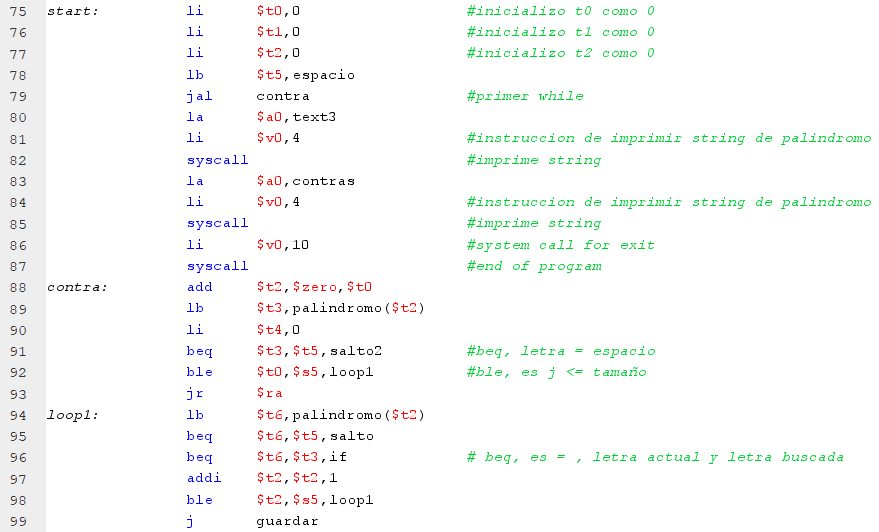 75 start: li $t0,0 #inicializo t0 como 0
76 li $t1,0 #inicializo t1 como 0
77 li $t2,0 #inicializo t2 como 0
78 lb $t5,espacio
79 jal contra #primer while
80 la $a0,text3
81 li $v0,4 #instruccion de imprimir string de palindromo
82 syscall #imprime string
83 la $a0,contras
84 li $v0,4 #instruccion de imprimir string de palindromo
85 syscall #imprime string
86 li $v0,10 #system call for exit
87 syscall #end of program
88 contra: add $t2,$zero,$t0
89 lb $t3,palindromo($t2)
90 li $t4,0
91 beq $t3,$t5,salto2 #beq, letra = espacio
92 ble $t0,$s5,loop1 #ble, es j <= tamaño
93 jr $ra
94 loop1: lb $t6,palindromo($t2)
95 beq $t6,$t5,salto
96 beq $t6,$t3,if # beq, es = , letra actual y letra buscada
97 addi $t2,$t2,1
98 ble $t2,$s5,loop1
99 j guardar